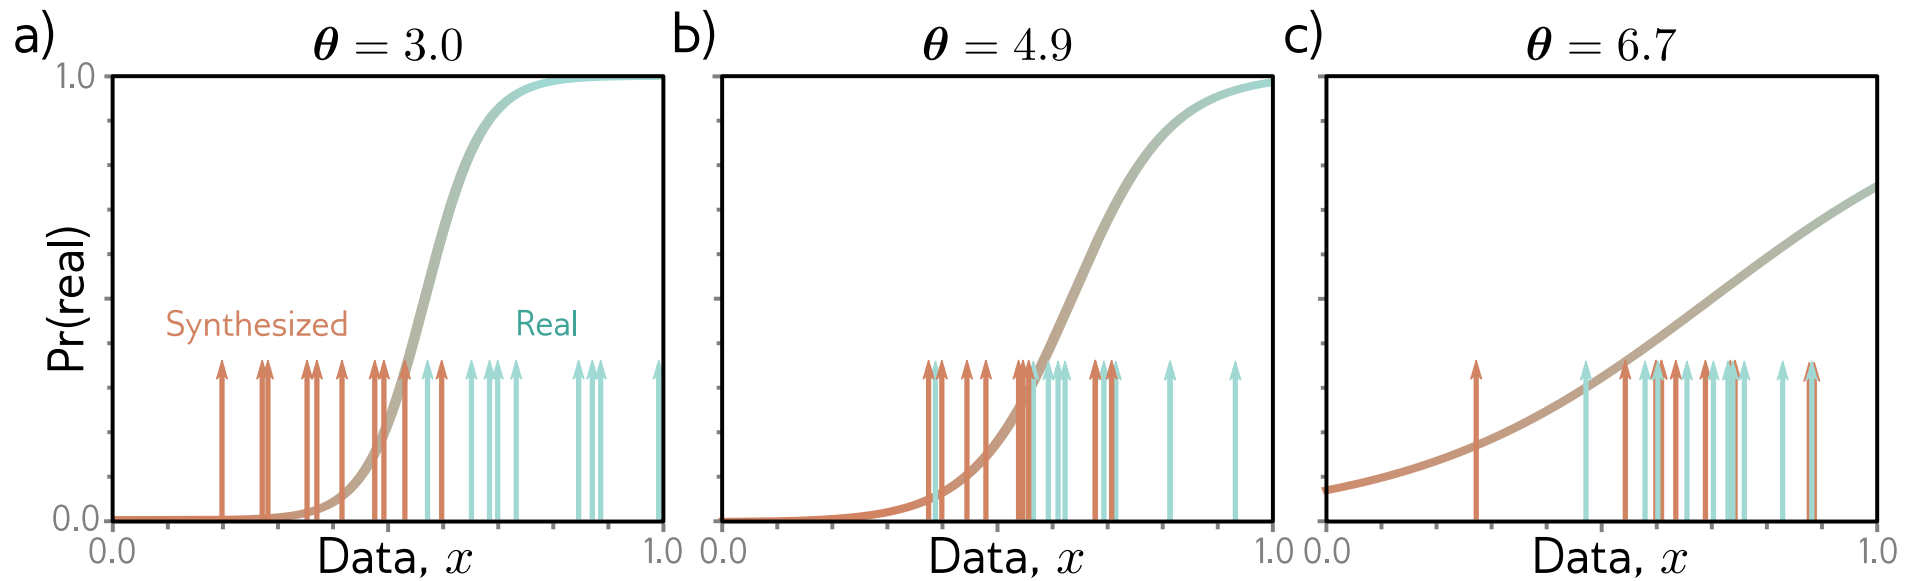 a)
θ = 3.0
1.0
0.0
Pr(real)
Synthesized
Real
0.0
1.0
Data, x
b)
θ = 4.9
0.0
1.0
Data, x
c)
θ = 6.7
0.0
1.0
Data, x